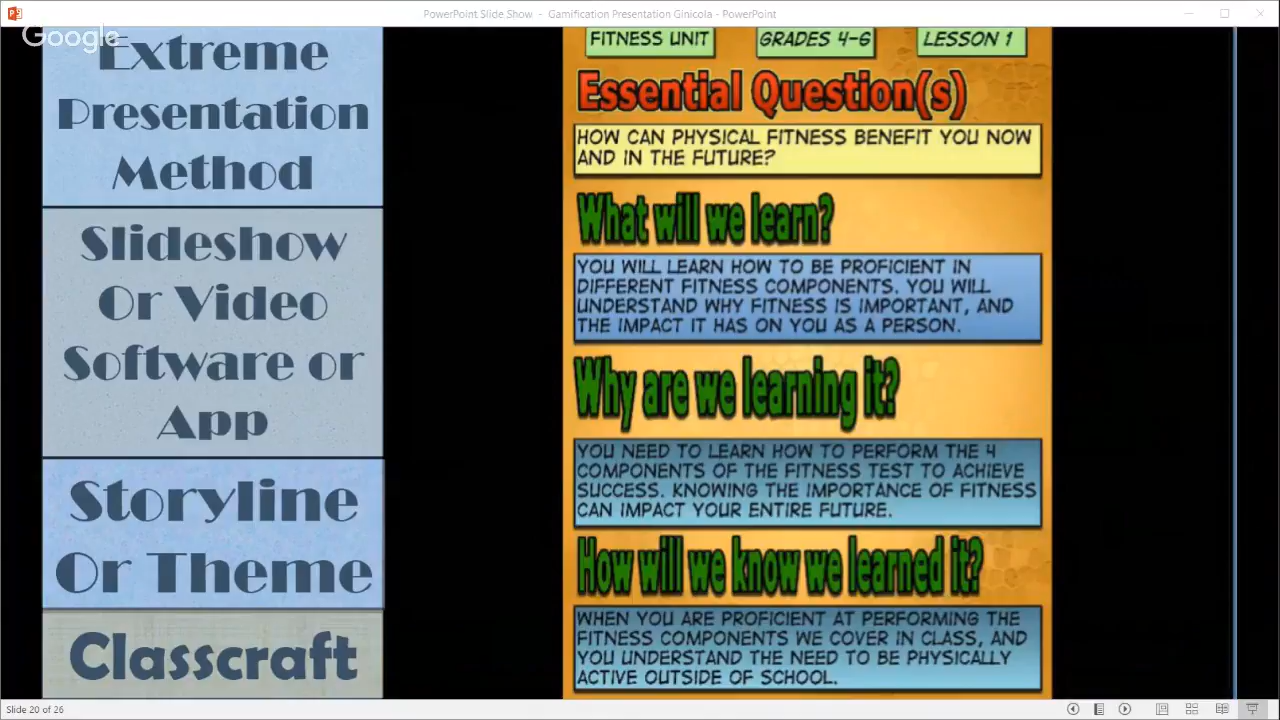 PowerPoint Slide Show - Gamification Presentation Ginicola - PowerPoint
Google
Extreme
Presentation
Method
Slideshow
Or Video
Software or
App
Storyline
Or Theme
Classcraft
FITNESS UNIT
GRADES 4-6
LESSON 1
Essential Question(s)
HOW CAN PHYSICAL FITNESS BENEFIT YOU NOW
AND IN THE FUTURE?
What will we learn?
YOU WILL LEARN HOW TO BE PROFICIENT IN
DIFFERENT FITNESS COMPONENTS. YOU WILL
UNDERSTAND WHY FITNESS IS IMPORTANT, AND
THE IMPACT IT HAS ON YOU AS A PERSON.
Why are we learning it?
YOU NEED TO LEARN HOW TO PERFORM THE 4
COMPONENTS OF THE FITNESS TEST TO ACHIEVE
SUCCESS. KNOWING THE IMPORTANCE OF FITNESS
CAN IMPACT YOUR ENTIRE FUTURE.
How will we know we learned it?
WHEN YOU ARE PROFICIENT AT PERFORMING THE
FITNESS COMPONENTS WE COVER IN CLASS, AND
YOU UNDERSTAND THE NEED TO BE PHYSICALLY
ACTIVE OUTSIDE OF SCHOOL.
Slide 20 of 26